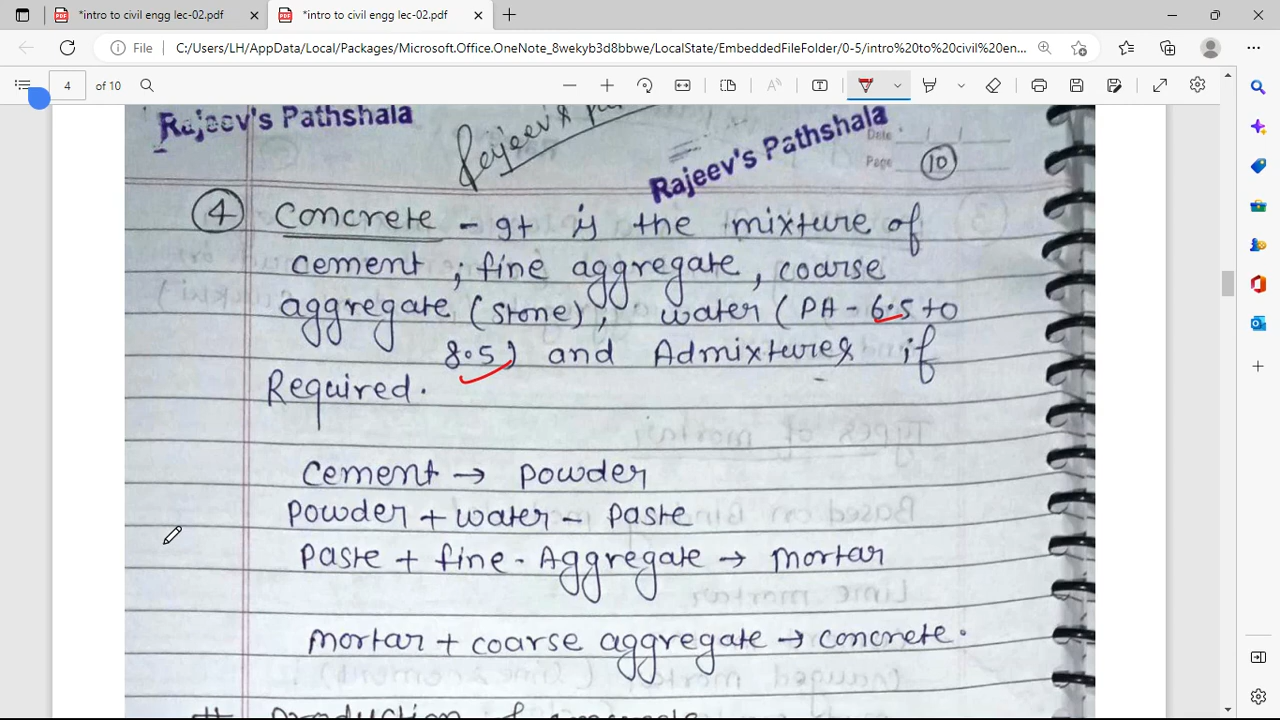 *intro to civil engg lec-02.pdf
*intro to civil engg lec-02.pdf
File
C:/Users/LH/AppData/Local/Packages/Microsoft.Office.OneNote_8wekyb3d8bbwe/LocalState/EmbeddedFileFolder/0-5/intro%20to%20civil%20en...
4 of 10
Rajeev's Pathshala
Rajeev's Pathshala
Date
Page 10
4 Concrete - It is the mixture of
cement, fine aggregate, coarse
aggregate (stone), water (PH - 6.5 to
8.5) and Admixtures if
Required.
Cement → Powder
Powder + water - Paste
Paste + fine - Aggregate → mortar
mortar + coarse aggregate → concrete.